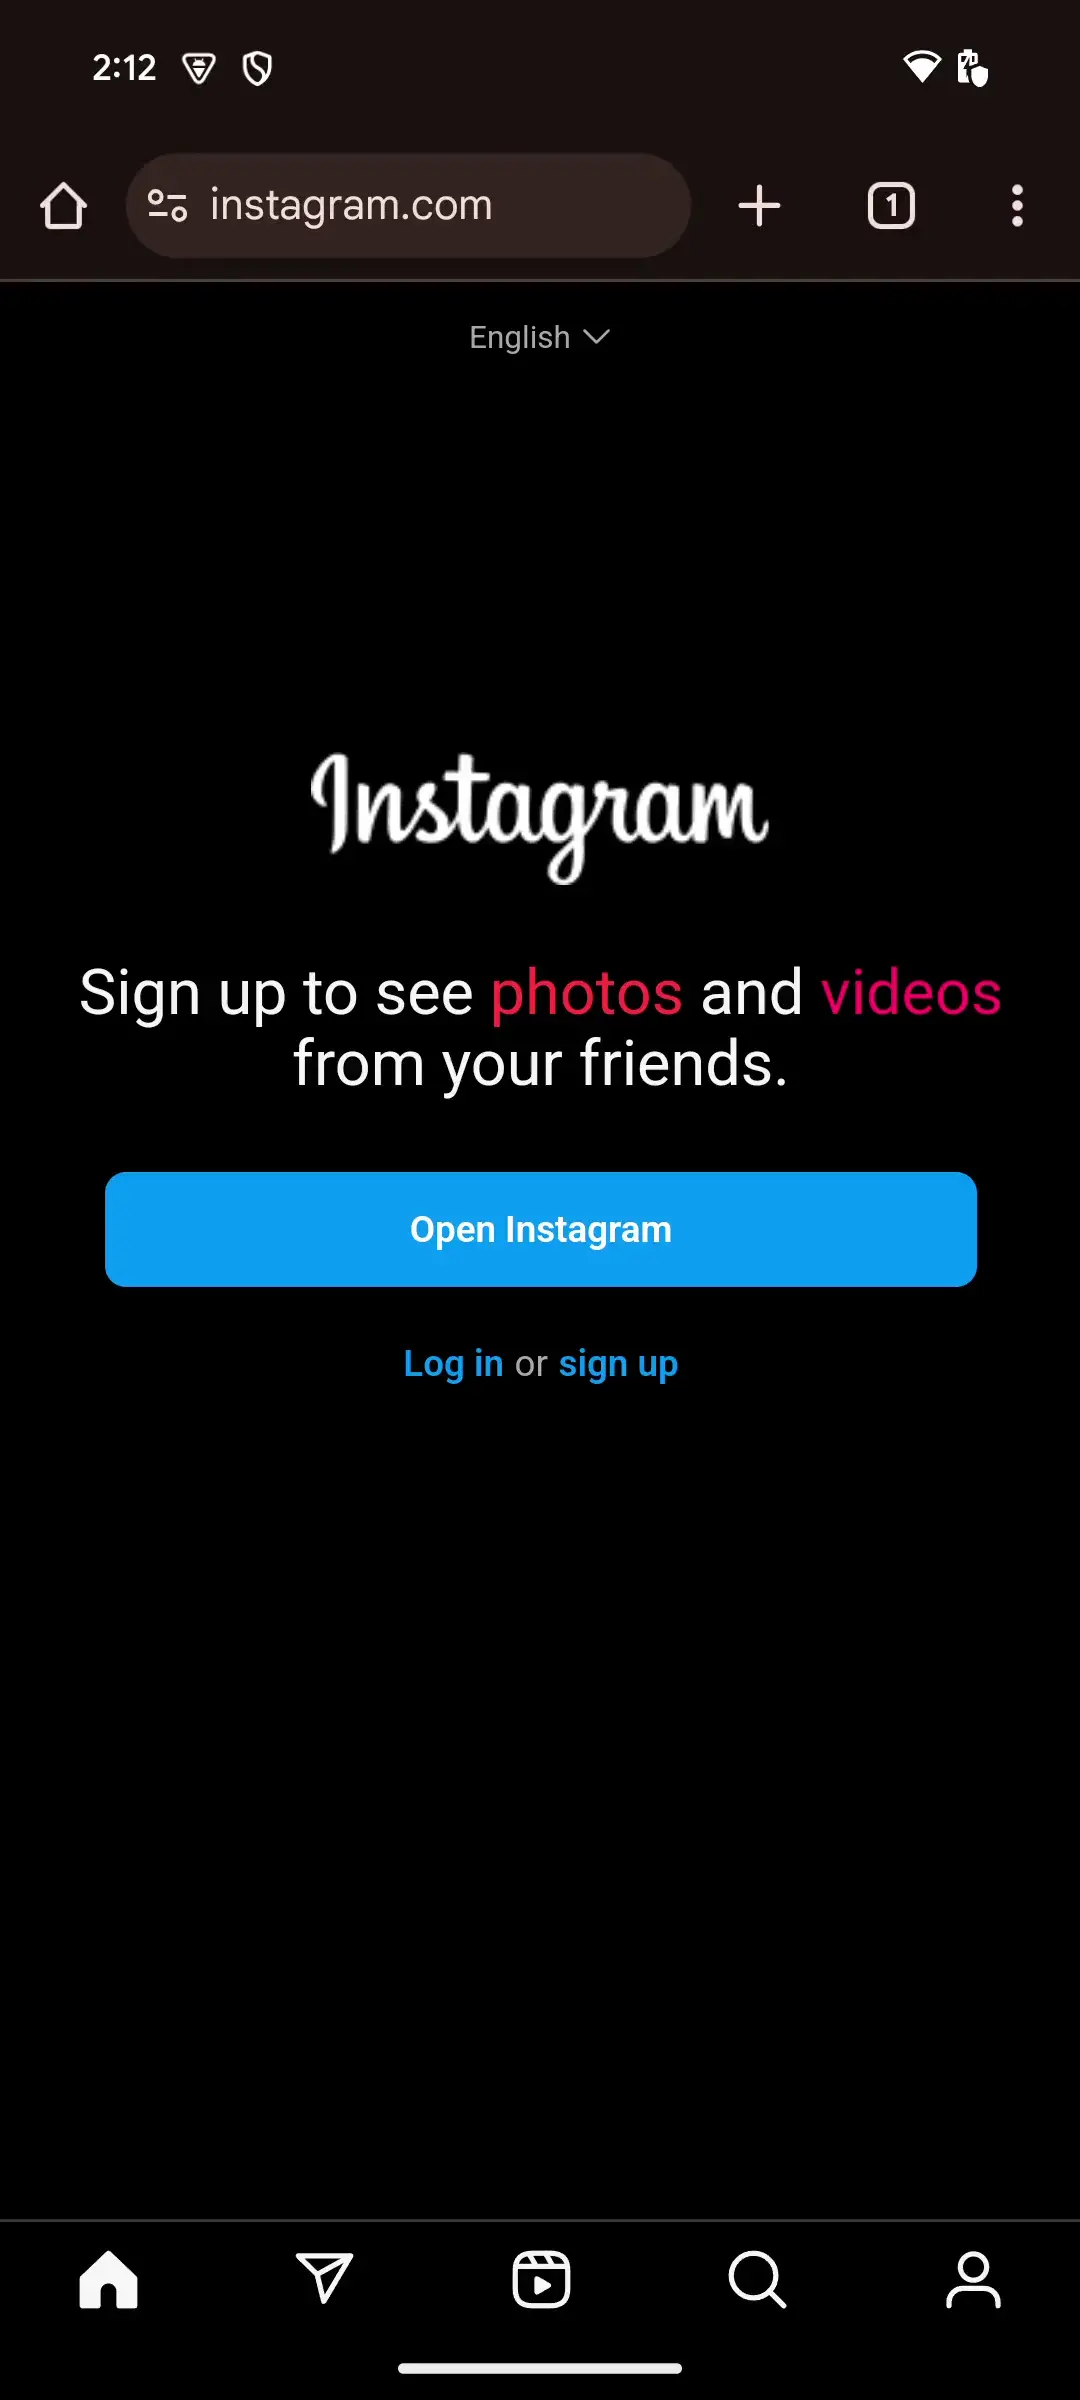 2:12
instagram.com
1
English
Instagram
Sign up to see photos and videos
from your friends.
Open Instagram
Log in or sign up